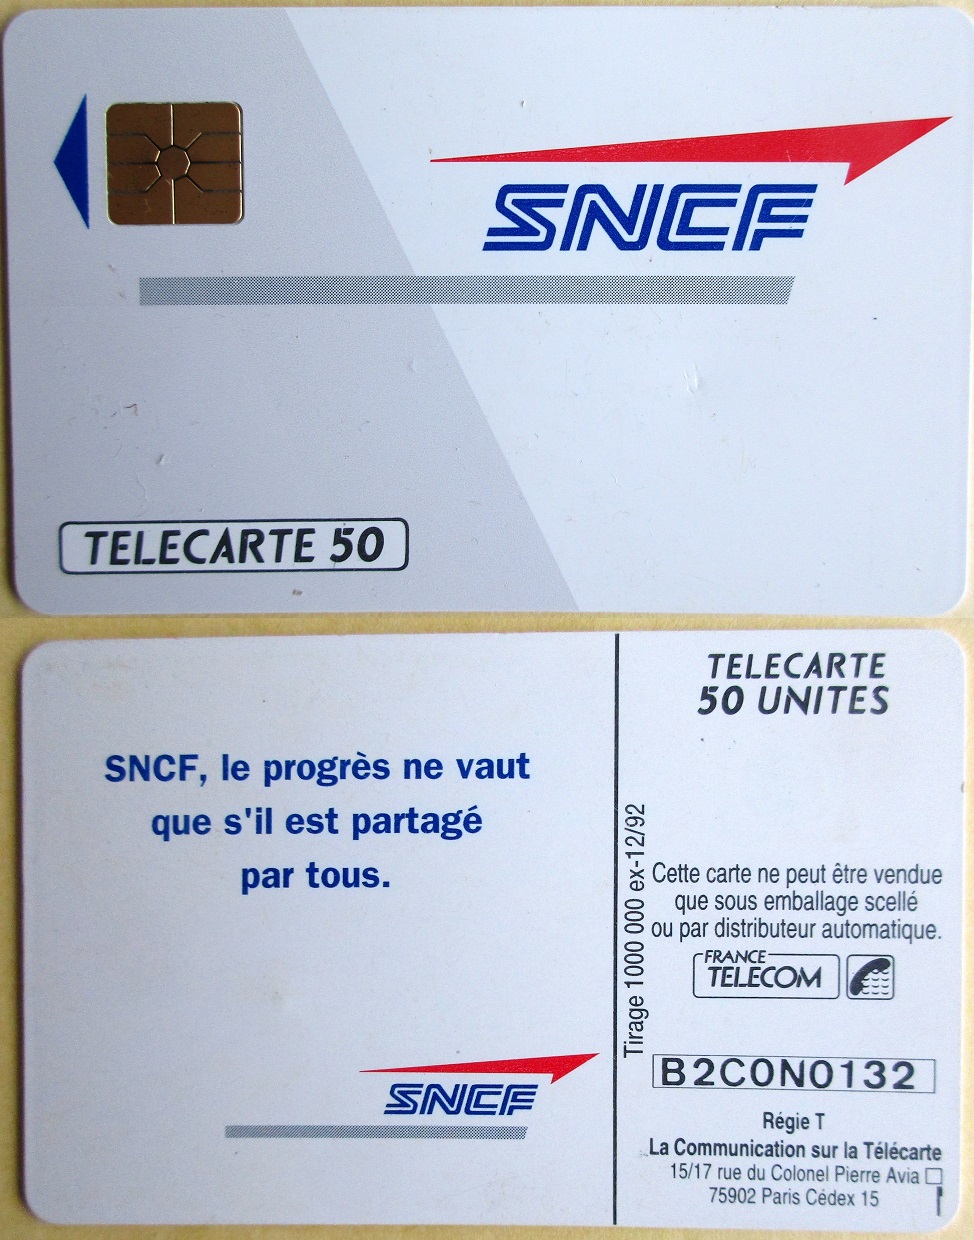 SNCF
TELECARTE 50
SNCF, le progrès ne vaut
que s'il est partagé
par tous.
SNCF
TELECARTE
50 UNITES
Tirage 1000 000 ex-12/92
Cette carte ne peut être vendue
que sous emballage scellé
ou par distributeur automatique.
FRANCE
TELECOM
B2C0N0132
Régie T
La Communication sur la Télécarte
15/17 rue du Colonel Pierre Avia
75902 Paris Cédex 15